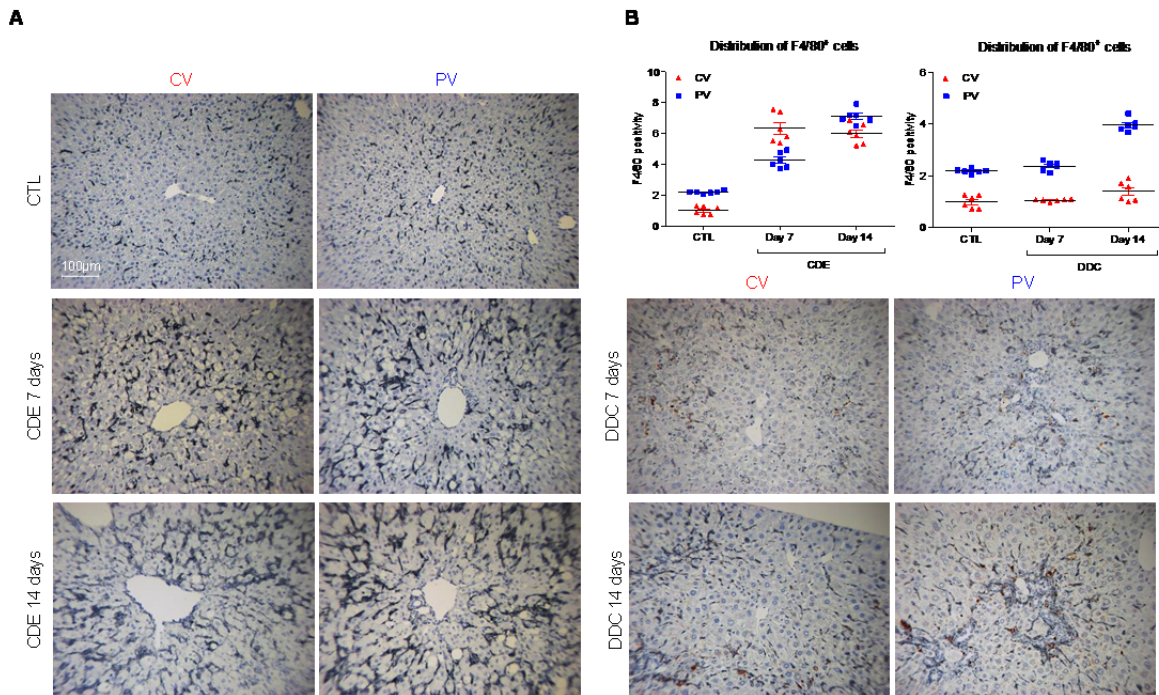 A
CV PV
CTL
100µm
CDE 7 days
CDE 14 days
B
Distribution of F4/80+ cells
F4/80 positivity
10
8
6
4
2
0
CV
PV
CTL Day 7 Day 14
CDE
Distribution of F4/80+ cells
F4/80 positivity
6
4
2
0
CV
PV
CTL Day 7 Day 14
DDC
CV PV
DDC 7 days
DDC 14 days